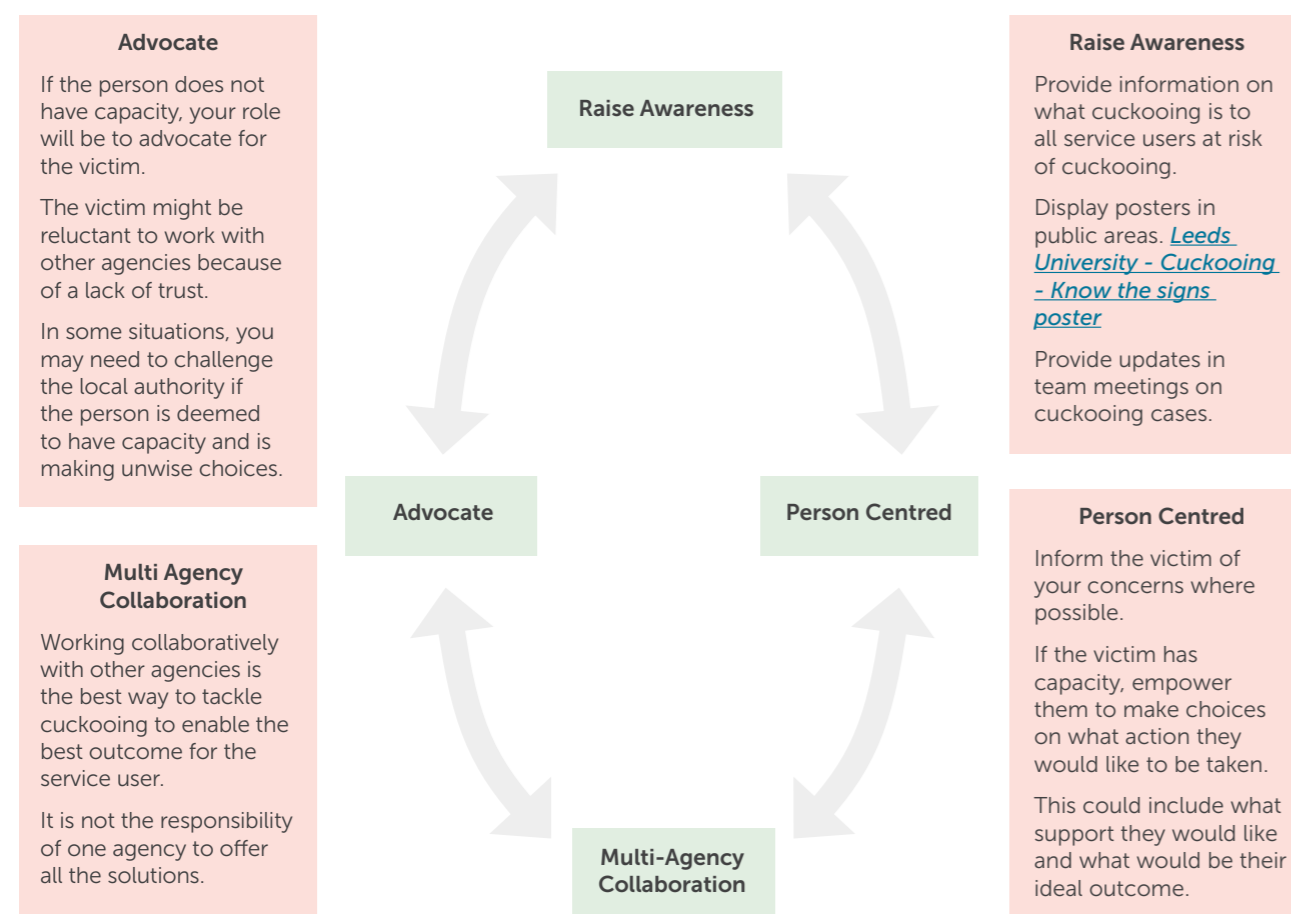 Advocate
If the person does not
have capacity, your role
will be to advocate for
the victim.
The victim might be
reluctant to work with
other agencies because
of a lack of trust.
In some situations, you
may need to challenge
the local authority if
the person is deemed
to have capacity and is
making unwise choices.
Multi Agency
Collaboration
Working collaboratively
with other agencies is
the best way to tackle
cuckooing to enable the
best outcome for the
service user.
It is not the responsibility
of one agency to offer
all the solutions.
Raise Awareness
Advocate
Person Centred
Multi-Agency
Collaboration
Raise Awareness
Provide information on
what cuckooing is to
all service users at risk
of cuckooing.
Display posters in
public areas. Leeds
University - Cuckooing
- Know the signs
poster
Provide updates in
team meetings on
cuckooing cases.
Person Centred
Inform the victim of
your concerns where
possible.
If the victim has
capacity, empower
them to make choices
on what action they
would like to be taken.
This could include what
support they would like
and what would be their
ideal outcome.